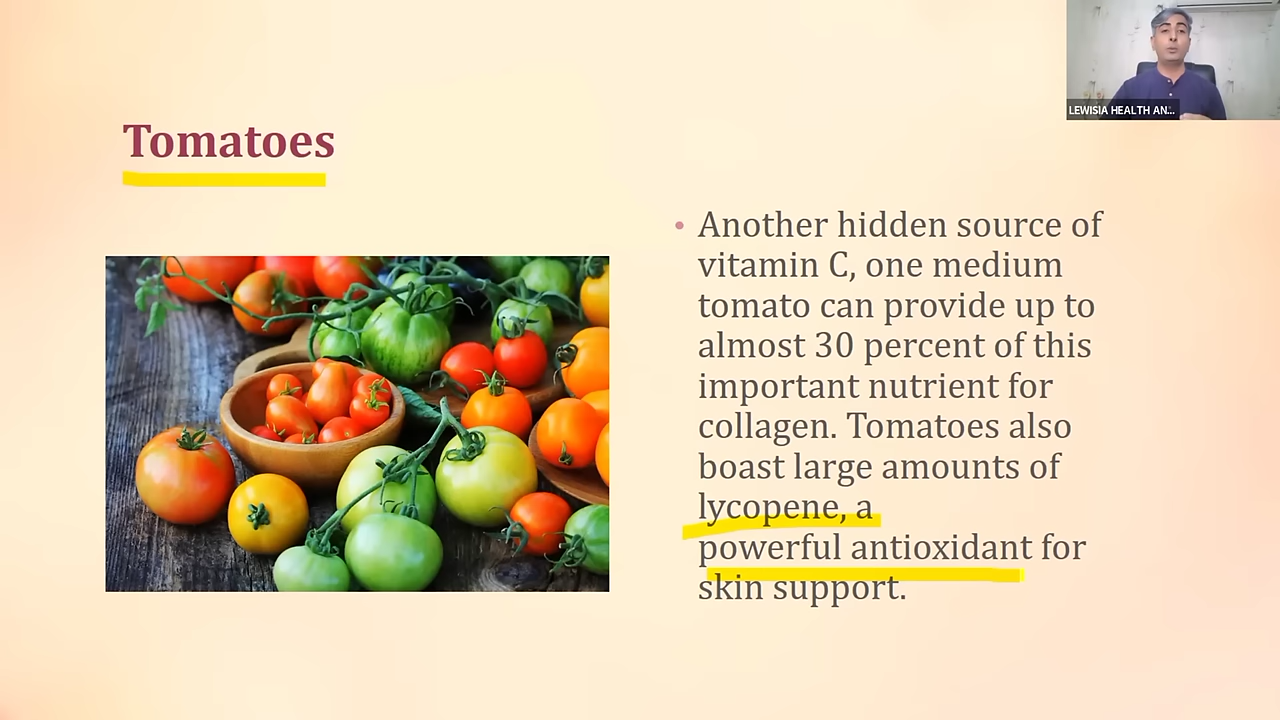 LEWISIA HEALTH AN...
Tomatoes
• Another hidden source of
vitamin C, one medium
tomato can provide up to
almost 30 percent of this
important nutrient for
collagen. Tomatoes also
boast large amounts of
lycopene, a
powerful antioxidant for
skin support.